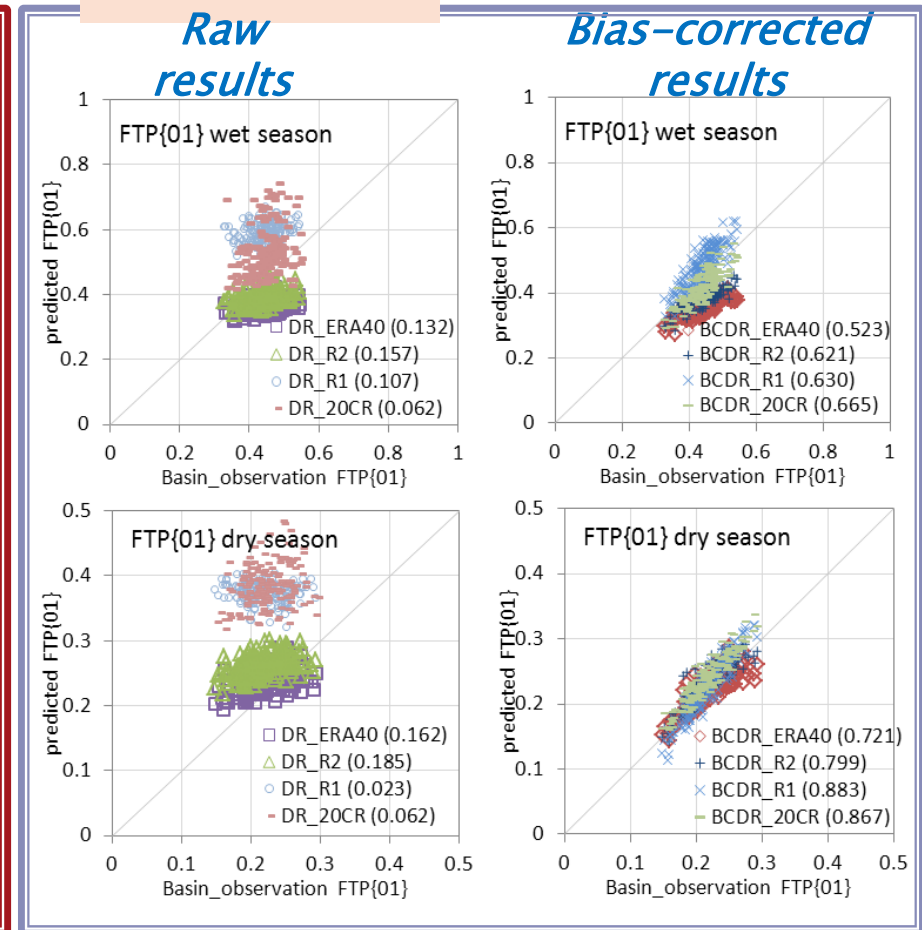 Raw
results
Bias-corrected
results
FTP{01} wet season
predicted FTP{01}
1
0.8
0.6
0.4
0.2
0
DR_ERA40 (0.132)
DR_R2 (0.157)
DR_R1 (0.107)
DR_20CR (0.062)
0 0.2 0.4 0.6 0.8 1
Basin_observation FTP{01}
FTP{01} wet season
predicted FTP{01}
1
0.8
0.6
0.4
0.2
0
BCDR_ERA40 (0.523)
BCDR_R2 (0.621)
BCDR_R1 (0.630)
BCDR_20CR (0.665)
0 0.2 0.4 0.6 0.8 1
Basin_observation FTP{01}
FTP{01} dry season
predicted FTP{01}
0.5
0.4
0.3
0.2
0.1
0
DR_ERA40 (0.162)
DR_R2 (0.185)
DR_R1 (0.023)
DR_20CR (0.062)
0 0.1 0.2 0.3 0.4 0.5
Basin_observation FTP{01}
FTP{01} dry season
predicted FTP{01}
0.5
0.4
0.3
0.2
0.1
0
BCDR_ERA40 (0.721)
BCDR_R2 (0.799)
BCDR_R1 (0.883)
BCDR_20CR (0.867)
0 0.1 0.2 0.3 0.4 0.5
Basin_observation FTP{01}